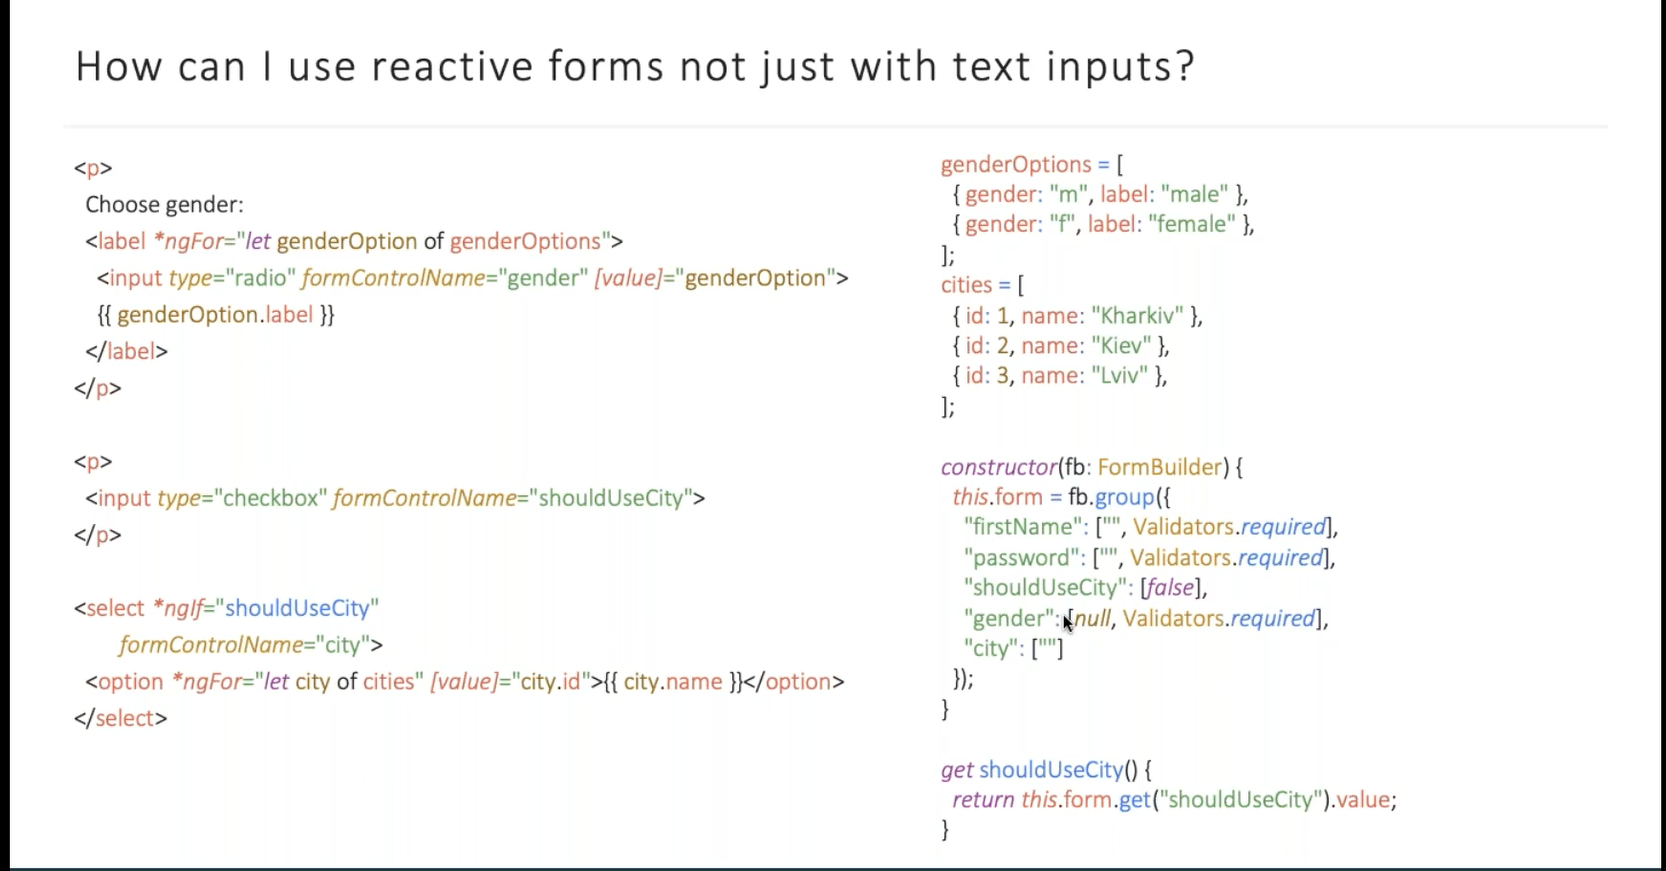 How can I use reactive forms not just with text inputs?
<p>
Choose gender:
<label *ngFor="let genderOption of genderOptions">
<input type="radio" formControlName="gender" [value]="genderOption">
{{ genderOption.label }}
</label>
</p>
<p>
<input type="checkbox" formControlName="shouldUseCity">
</p>
<select *ngIf="shouldUseCity"
formControlName="city">
<option *ngFor="let city of cities" [value]="city.id">{{ city.name }}</option>
</select>
genderOptions = [
{ gender: "m", label: "male" },
{ gender: "f", label: "female" },
];
cities = [
{ id: 1, name: "Kharkiv" },
{ id: 2, name: "Kiev" },
{ id: 3, name: "Lviv" },
];
constructor(fb: FormBuilder) {
this.form = fb.group({
"firstName": ["", Validators.required],
"password": ["", Validators.required],
"shouldUseCity": [false],
"gender": [null, Validators.required],
"city": [""]
});
}
get shouldUseCity() {
return this.form.get("shouldUseCity").value;
}